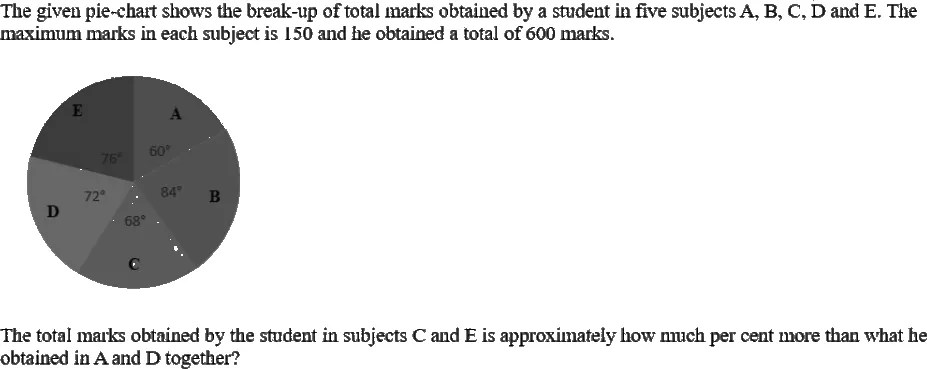 The given pie-chart shows the break-up of total marks obtained by a student in five subjects A, B, C, D and E. The
maximum marks in each subject is 150 and he obtained a total of 600 marks.
E
A
76°
60°
72°
84°
B
D
68°
C
The total marks obtained by the student in subjects C and E is approximately how much per cent more than what he
obtained in A and D together?